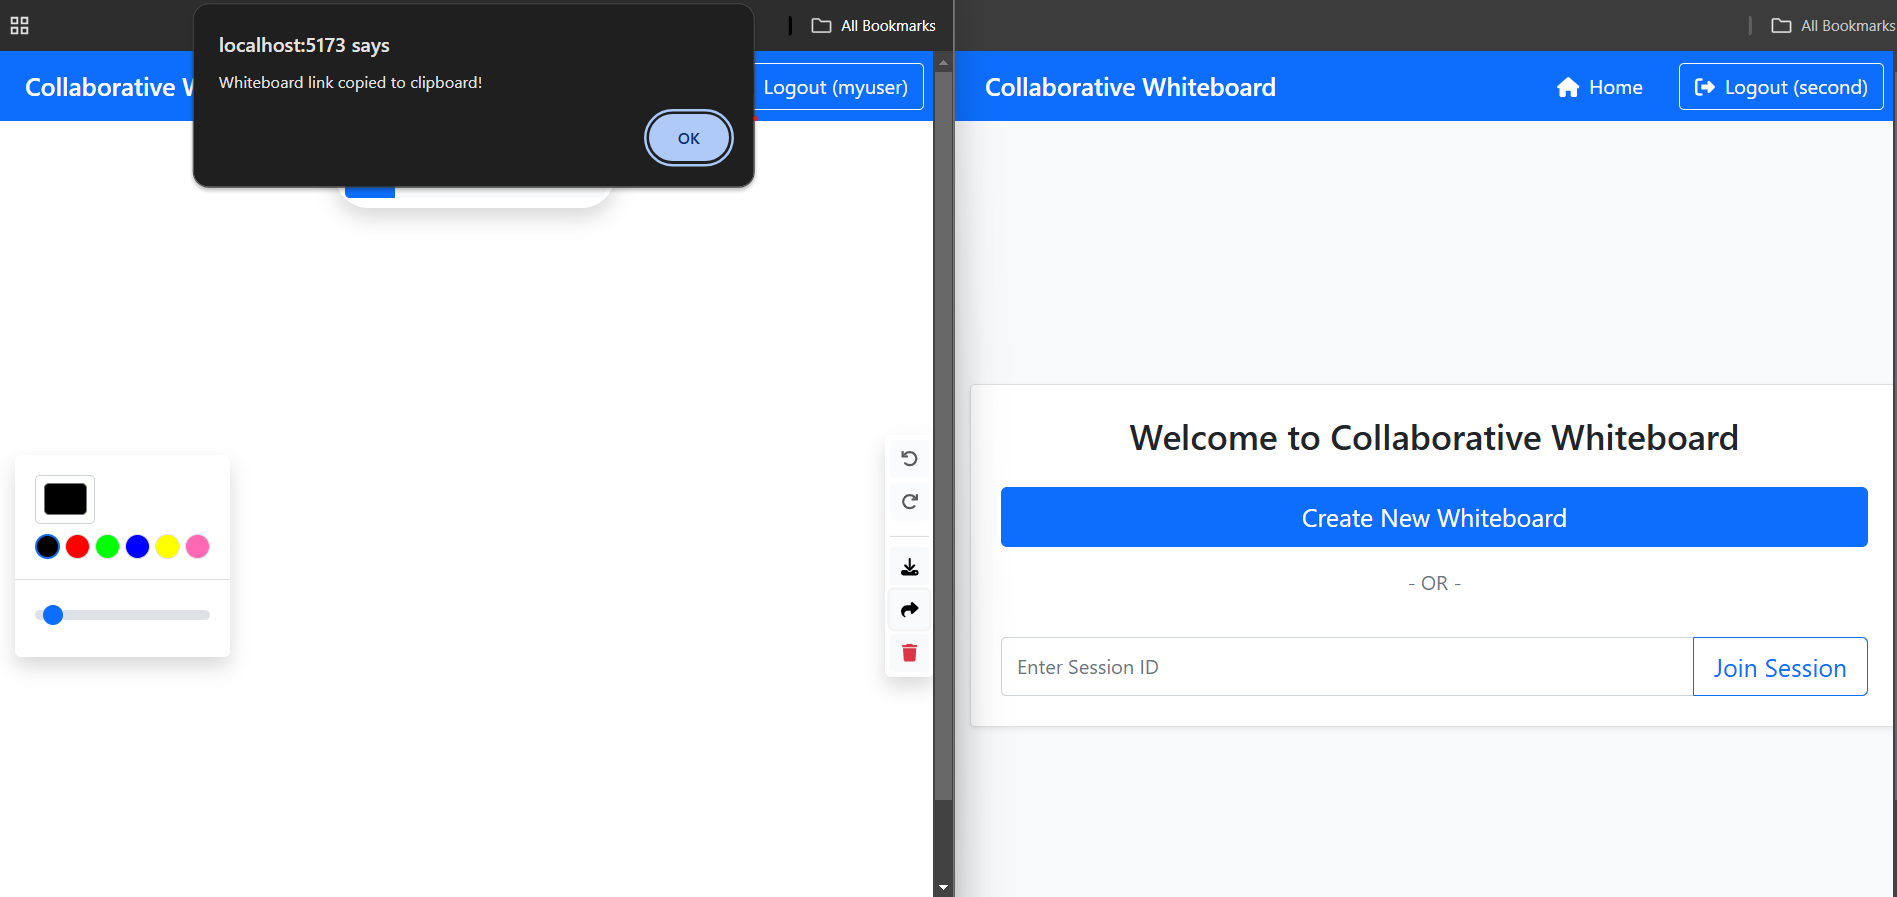 All Bookmarks
localhost:5173 says
Whiteboard link copied to clipboard!
OK
Collaborative W
Logout (myuser)
All Bookmarks
Collaborative Whiteboard
Home
Logout (second)
Welcome to Collaborative Whiteboard
Create New Whiteboard
- OR -
Enter Session ID
Join Session